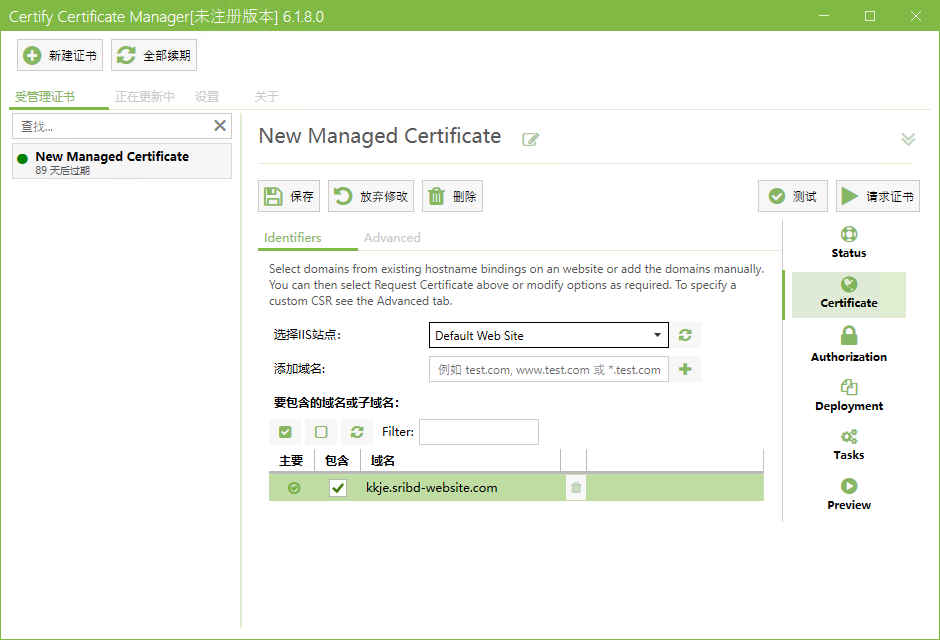 Certify Certificate Manager[未注册版本] 6.1.8.0
新建证书
全部续期
受管理证书
正在更新中
设置
关于
查找...
New Managed Certificate
89 天后过期
New Managed Certificate
保存
放弃修改
删除
测试
请求证书
Identifiers
Advanced
Select domains from existing hostname bindings on an website or add the domains manually.
You can then select Request Certificate above or modify options as required. To specify a
custom CSR see the Advanced tab.
选择IIS站点:
Default Web Site
添加域名:
例如 test.com, www.test.com 或 *.test.com
要包含的域名或子域名:
Filter:
主要 包含 域名
kkje.sribd-website.com
Status
Certificate
Authorization
Deployment
Tasks
Preview